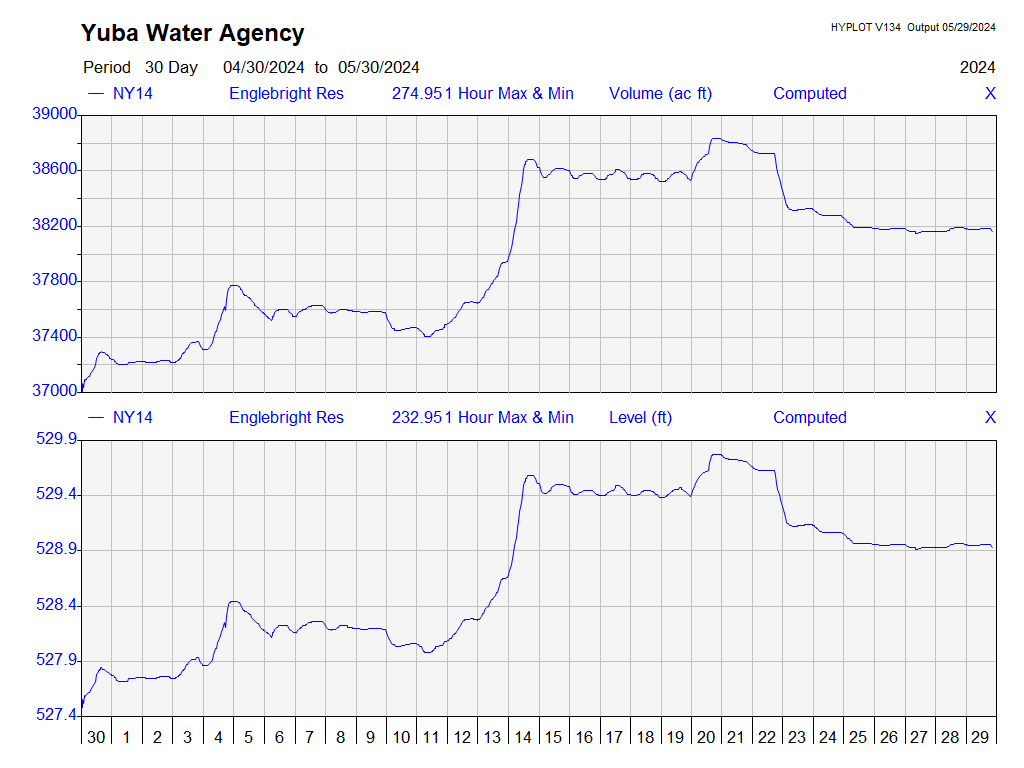 Yuba Water Agency
HYPLOT V134 Output 05/29/2024
Period 30 Day 04/30/2024 to 05/30/2024 2024
NY14 Englebright Res 274.951 Hour Max & Min Volume (ac ft) Computed X
39000
38600
38200
37800
37400
37000
NY14 Englebright Res 232.951 Hour Max & Min Level (ft) Computed X
529.9
529.4
528.9
528.4
527.9
527.4
30 1 2 3 4 5 6 7 8 9 10 11 12 13 14 15 16 17 18 19 20 21 22 23 24 25 26 27 28 29